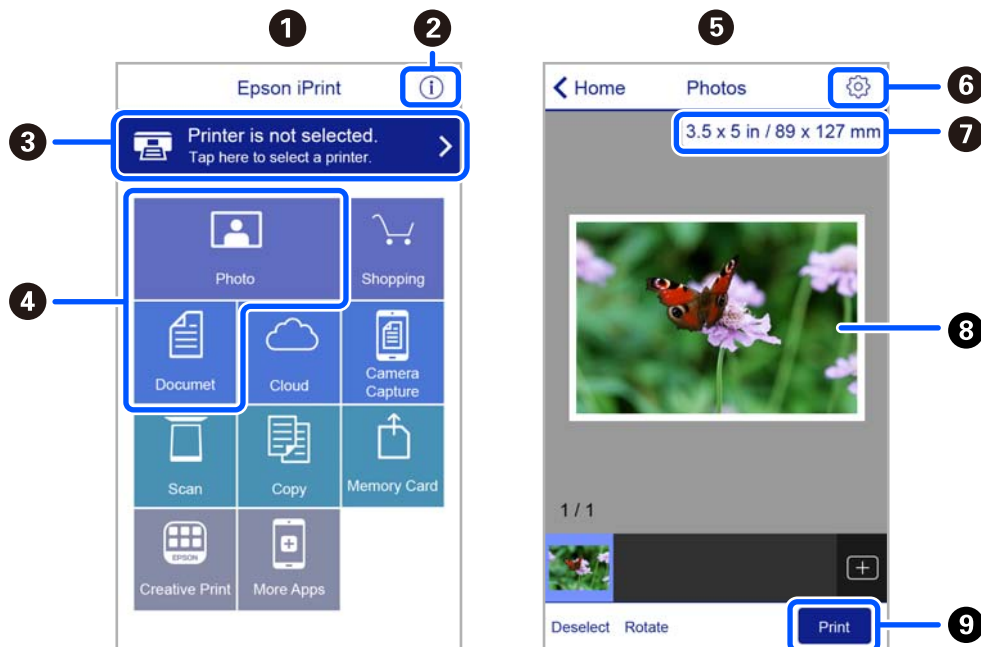 1
2
5
Epson iPrint
i
Home
Photos
6
3
Printer is not selected.
Tap here to select a printer.
3.5 x 5 in / 89 x 127 mm
7
4
Photo
Shopping
Documet
Cloud
Camera
Capture
8
Scan
Copy
Memory Card
1 / 1
EPSON
Creative Print
More Apps
Deselect
Rotate
Print
9